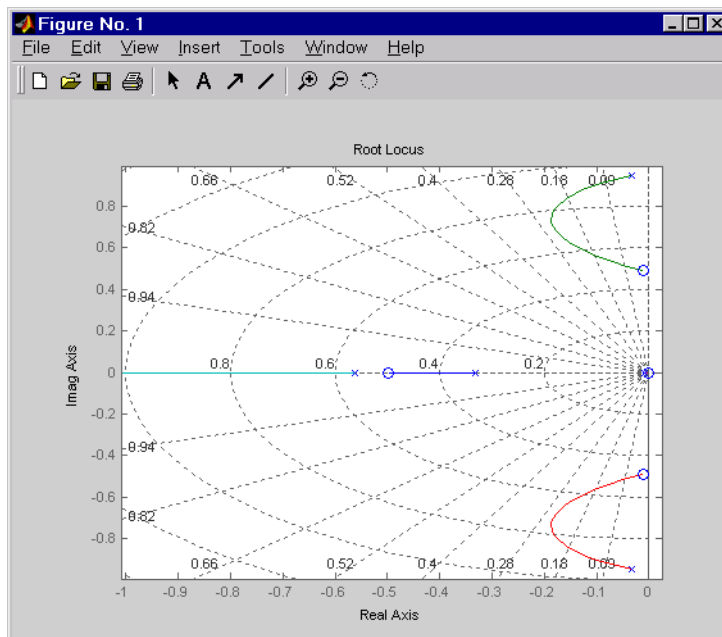 Figure No. 1
File Edit View Insert Tools Window Help
A
Root Locus
0.66 0.52 0.4 0.28 0.18 0.09
0.8
0.82
0.6
0.4
0.94
0.2
0.8 0.6 0.4 0.2
0
Imag Axis
-0.2
0.94
-0.4
-0.6
0.82
-0.8
0.66 0.52 0.4 0.28 0.18 0.09
-1 -0.9 -0.8 -0.7 -0.6 -0.5 -0.4 -0.3 -0.2 -0.1 0
Real Axis